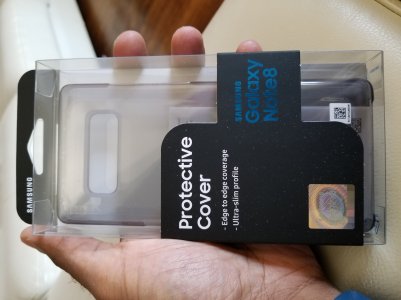 SAMSUNG
SAMSUNG
Galaxy
Note8
Protective
Cover
- Edge to edge coverage
- Ultra-slim profile